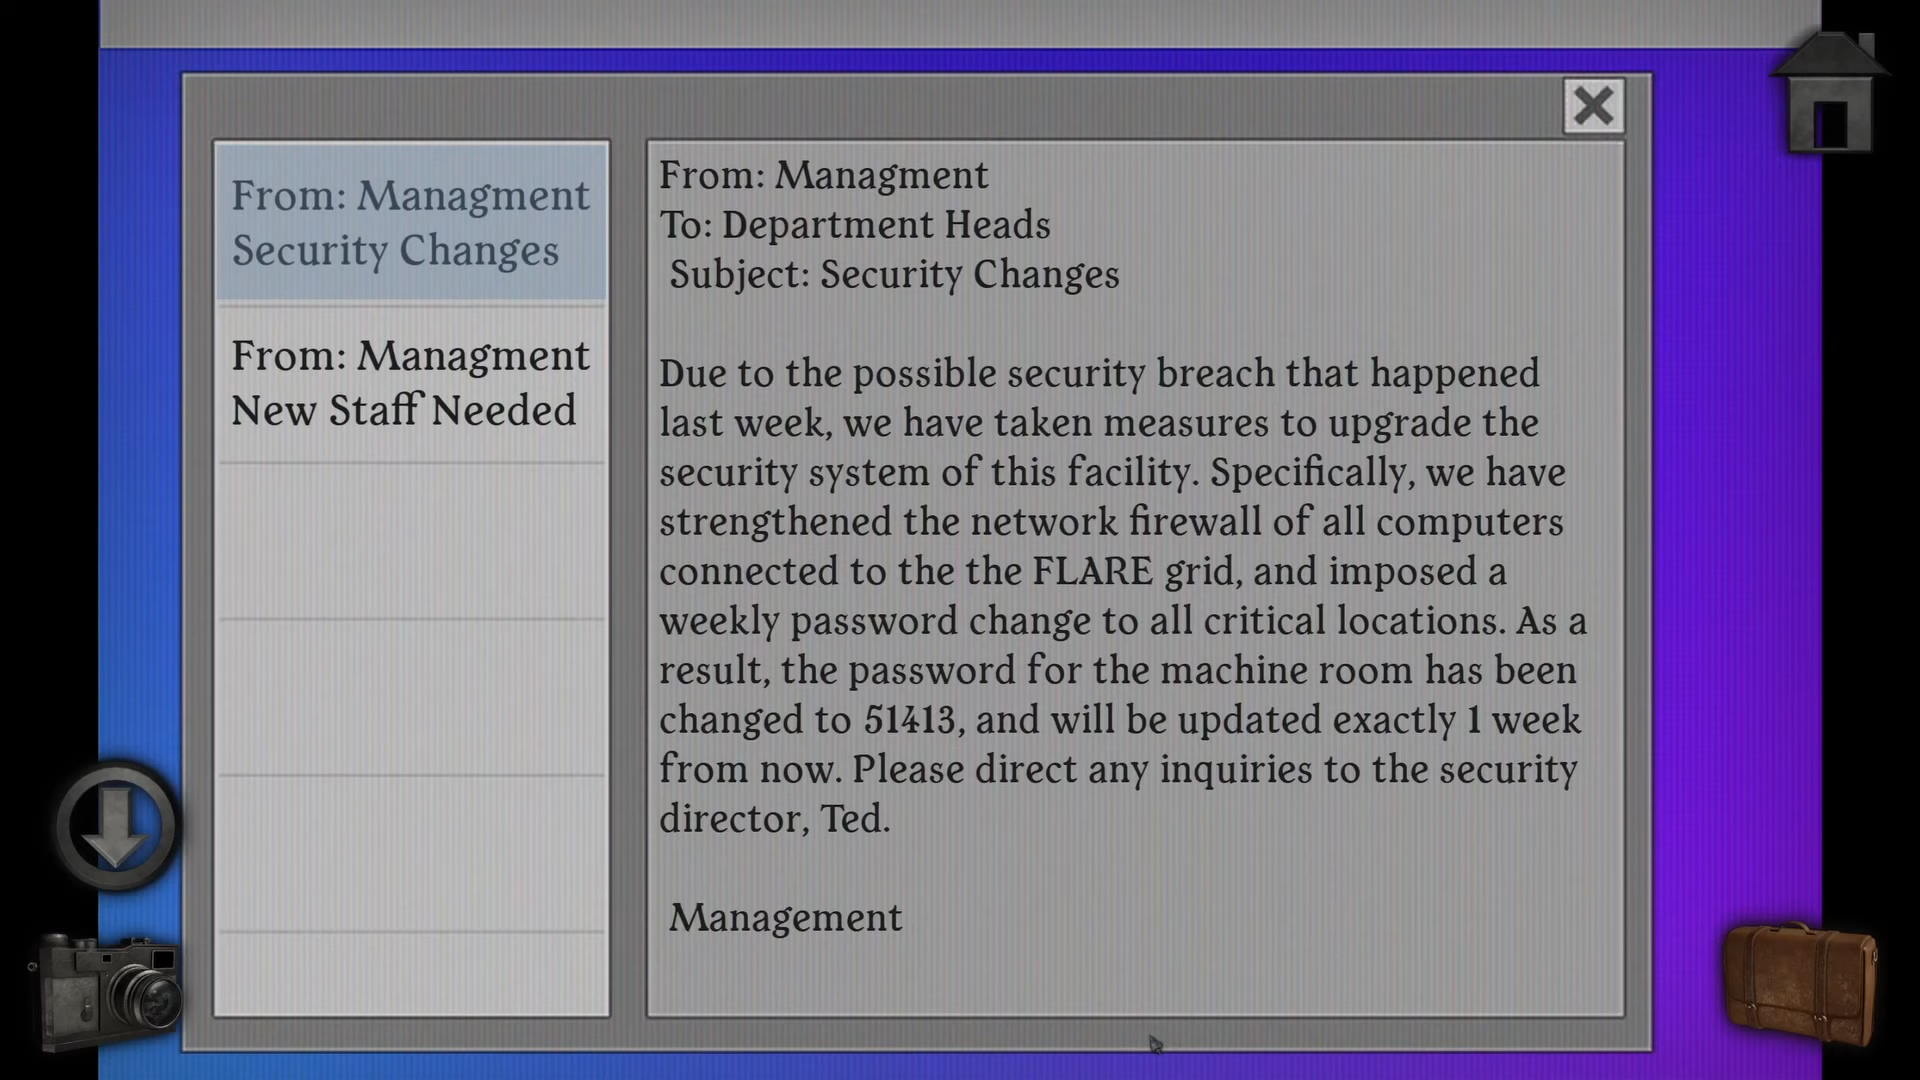 From: Managment
Security Changes
From: Managment
New Staff Needed
From: Managment
To: Department Heads
Subject: Security Changes
Due to the possible security breach that happened
last week, we have taken measures to upgrade the
security system of this facility. Specifically, we have
strengthened the network firewall of all computers
connected to the the FLARE grid, and imposed a
weekly password change to all critical locations. As a
result, the password for the machine room has been
changed to 51413, and will be updated exactly 1 week
from now. Please direct any inquiries to the security
director, Ted.
Management